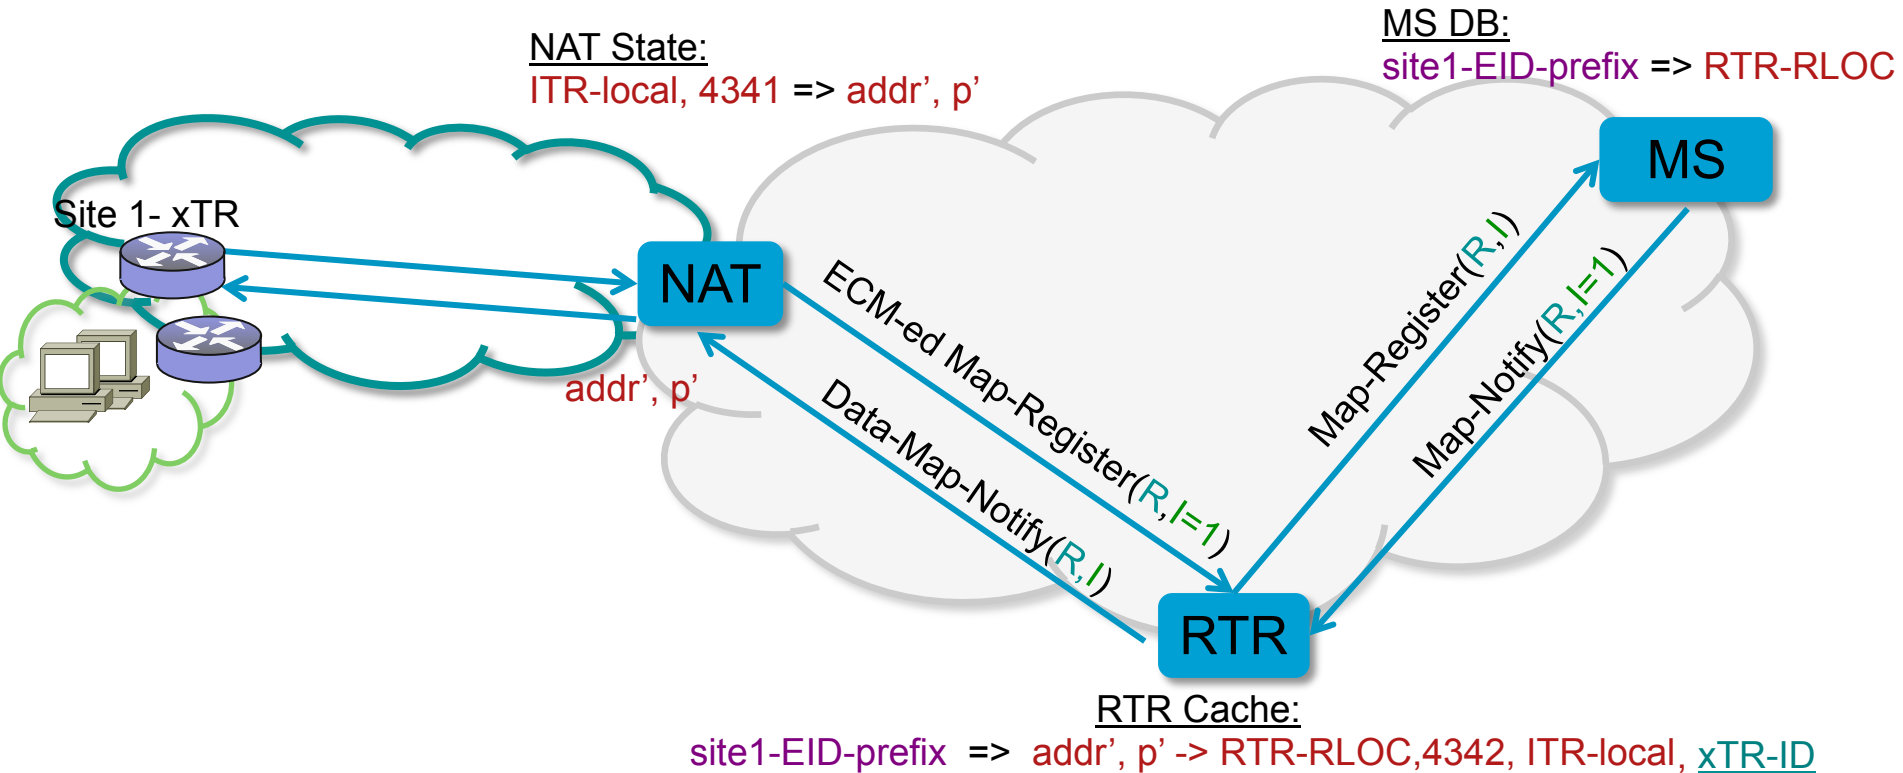 MS DB:
site1-EID-prefix => RTR-RLOC
NAT State:
ITR-local, 4341 => addr’, p’
Site 1- xTR
MS
NAT
ECM-ed Map-Register(R,I=1)
Data-Map-Notify(R,I)
Map-Register(R,I)
Map-Notify(R,I=1)
addr’, p’
RTR
RTR Cache:
site1-EID-prefix => addr’, p’ -> RTR-RLOC,4342, ITR-local, xTR-ID